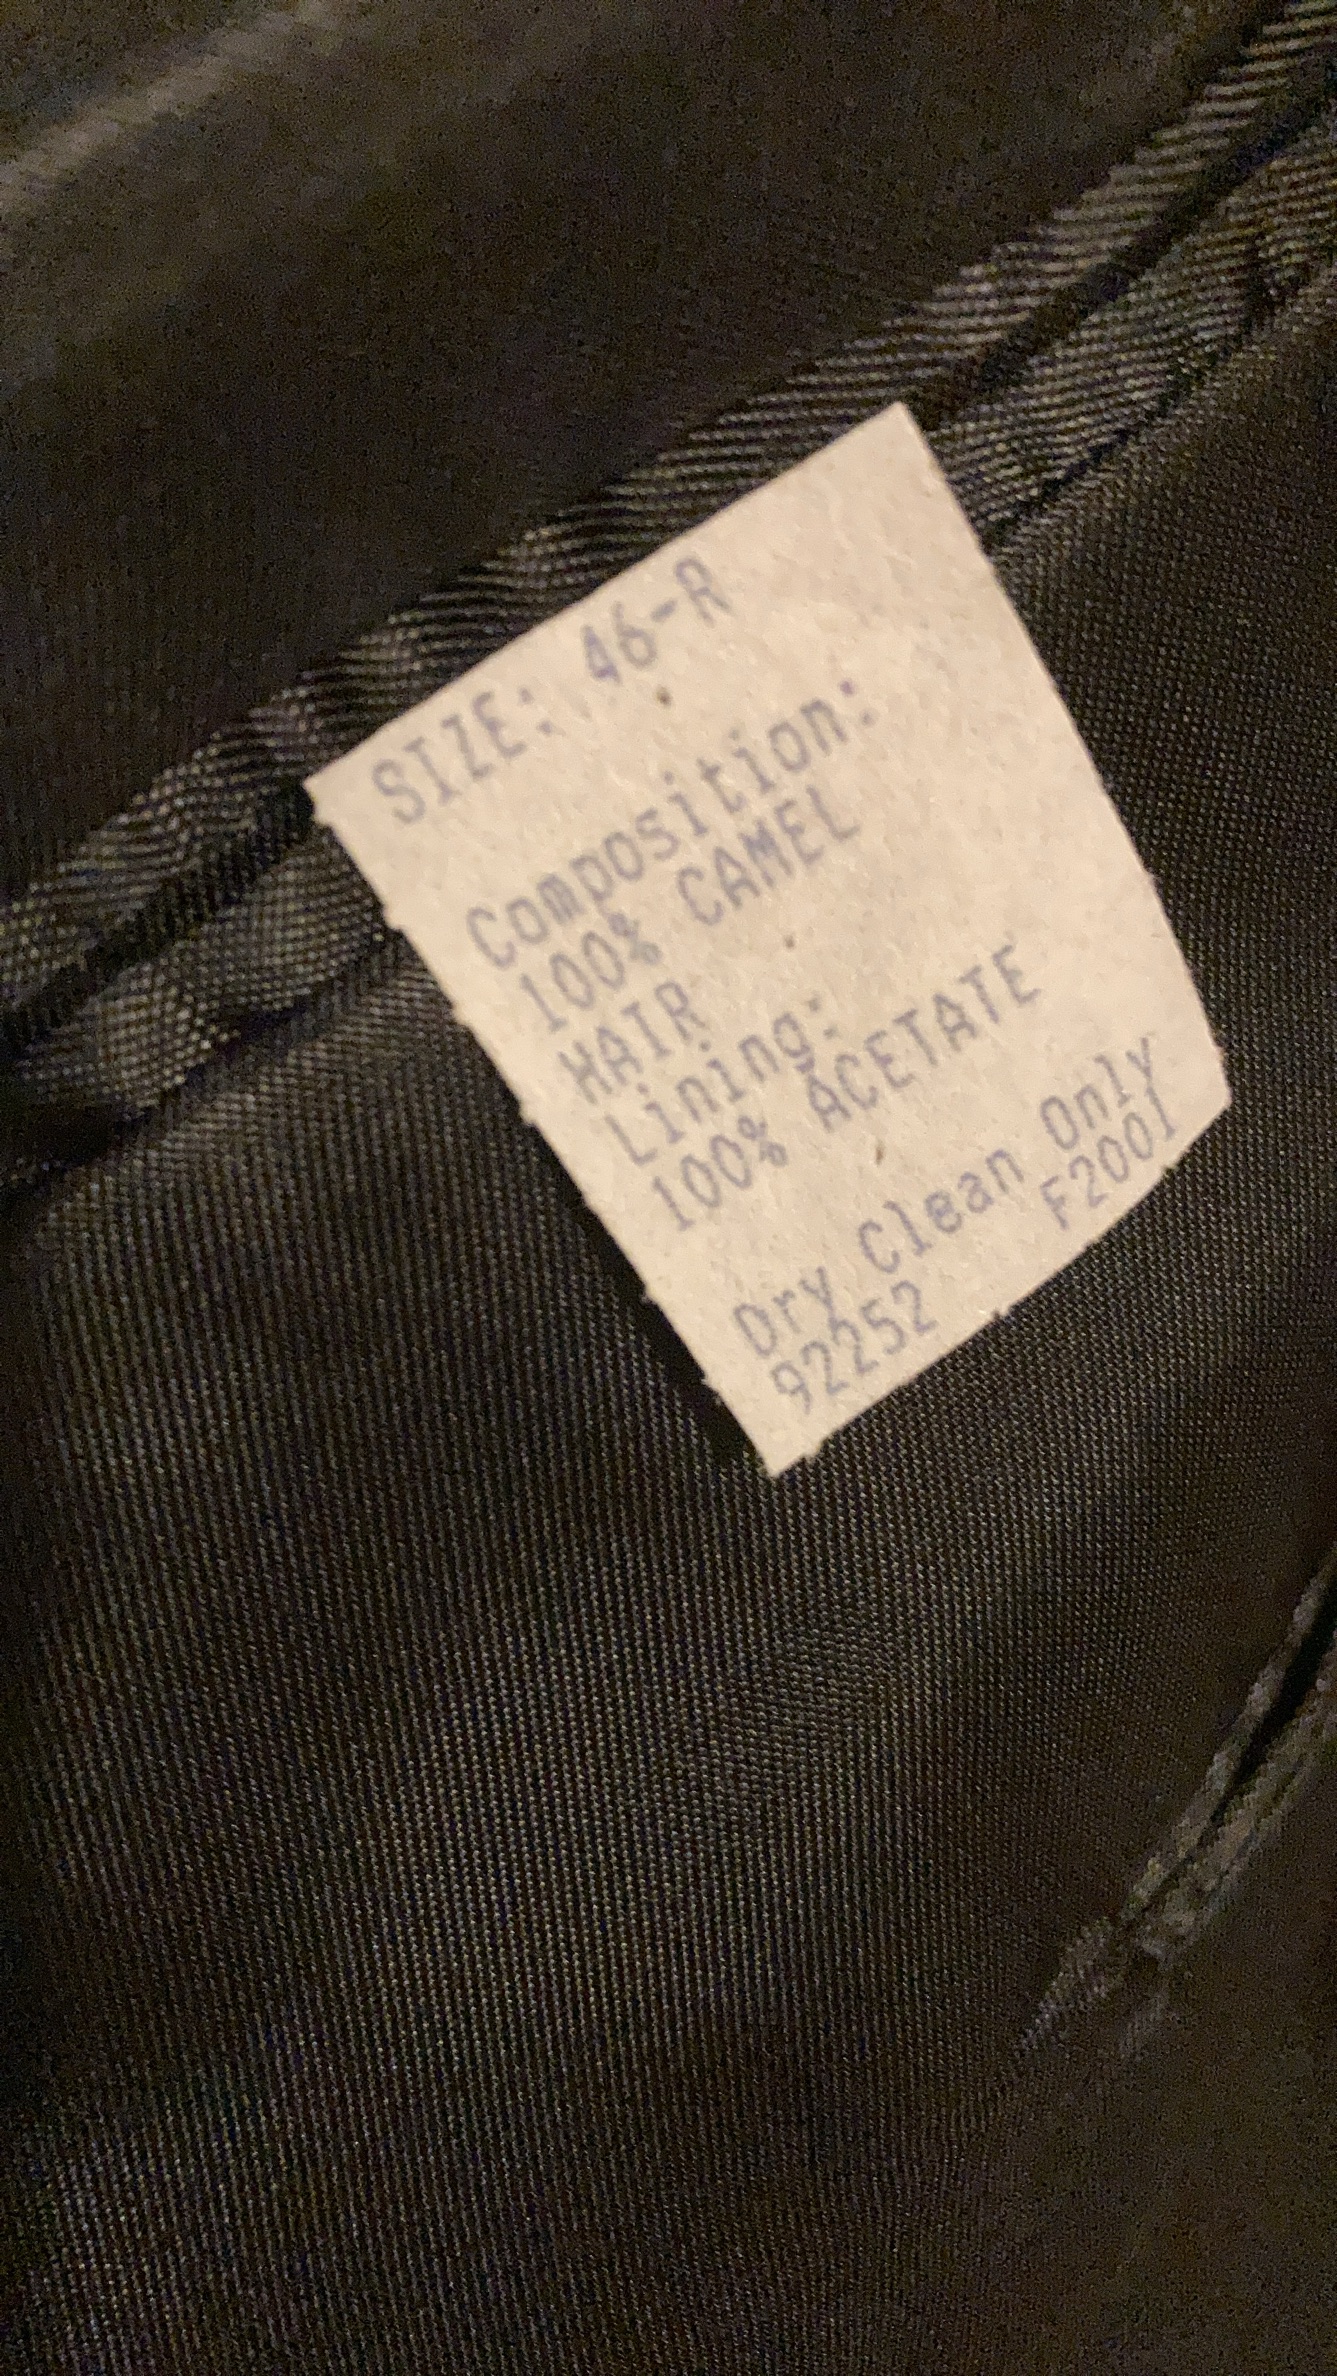 SIZE: 46-R
Composition:
100% CAMEL
HAIR
Lining:
100% ACETATE
Dry Clean Only
92252 F2001